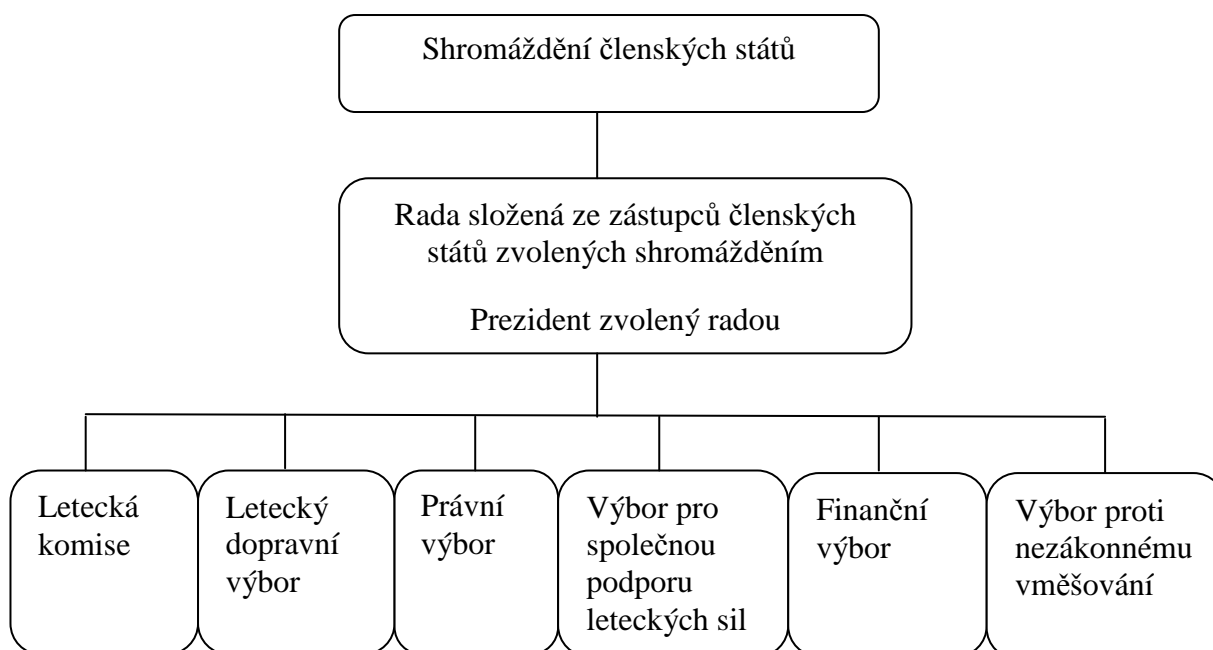 Shromáždění členských států
Rada složená ze zástupců členských
států zvolených shromážděním
Prezident zvolený radou
Letecká
komise
Letecký
dopravní
výbor
Právní
výbor
Výbor pro
společnou
podporu
leteckých sil
Finanční
výbor
Výbor proti
nezákonnému
vměšování